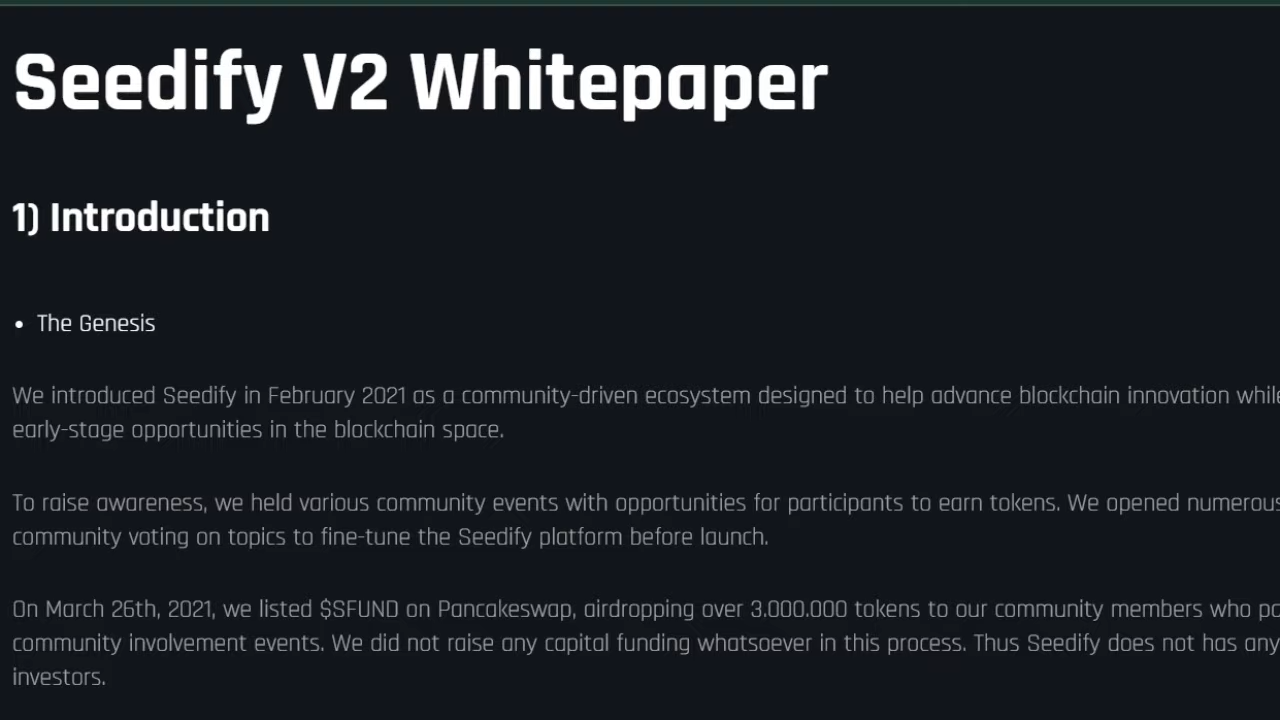 Seedify V2 Whitepaper
1) Introduction
• The Genesis
We introduced Seedify in February 2021 as a community-driven ecosystem designed to help advance blockchain innovation while
early-stage opportunities in the blockchain space.
To raise awareness, we held various community events with opportunities for participants to earn tokens. We opened numerous
community voting on topics to fine-tune the Seedify platform before launch.
On March 26th, 2021, we listed $SFUND on Pancakeswap, airdropping over 3.000.000 tokens to our community members who
community involvement events. We did not raise any capital funding whatsoever in this process. Thus Seedify does not has any
investors.